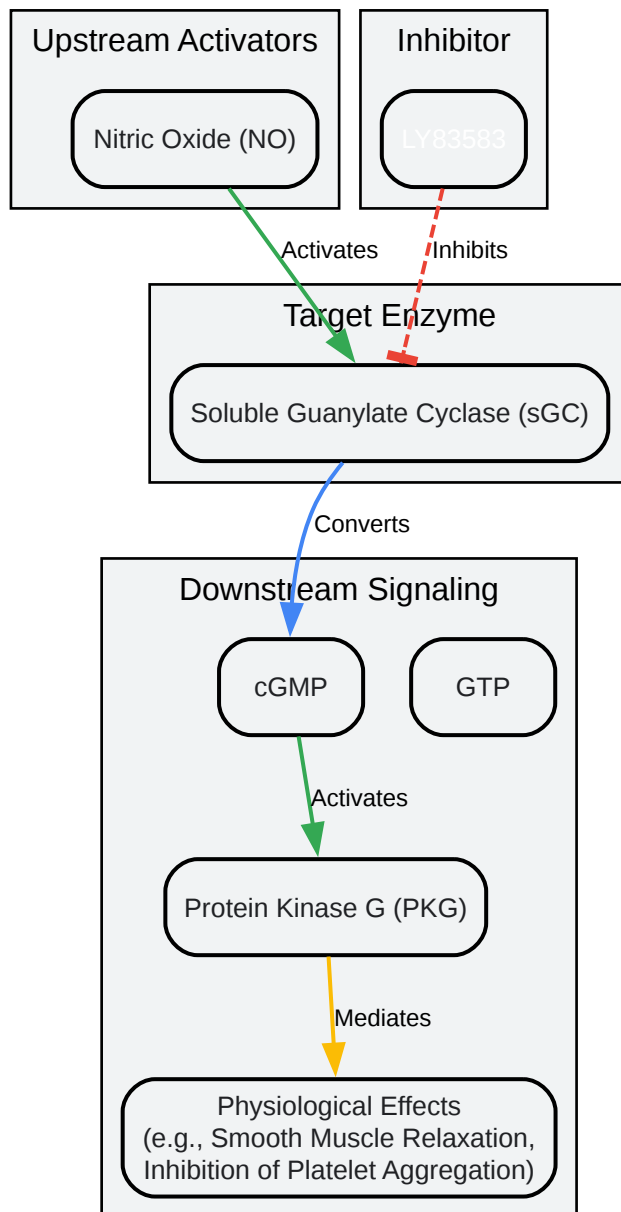 Upstream Activators
Inhibitor
Nitric Oxide (NO)
LY83583
Activates
Inhibits
Target Enzyme
Soluble Guanylate Cyclase (sGC)
Converts
Downstream Signaling
cGMP
GTP
Activates
Protein Kinase G (PKG)
Mediates
Physiological Effects
(e.g., Smooth Muscle Relaxation,
Inhibition of Platelet Aggregation)